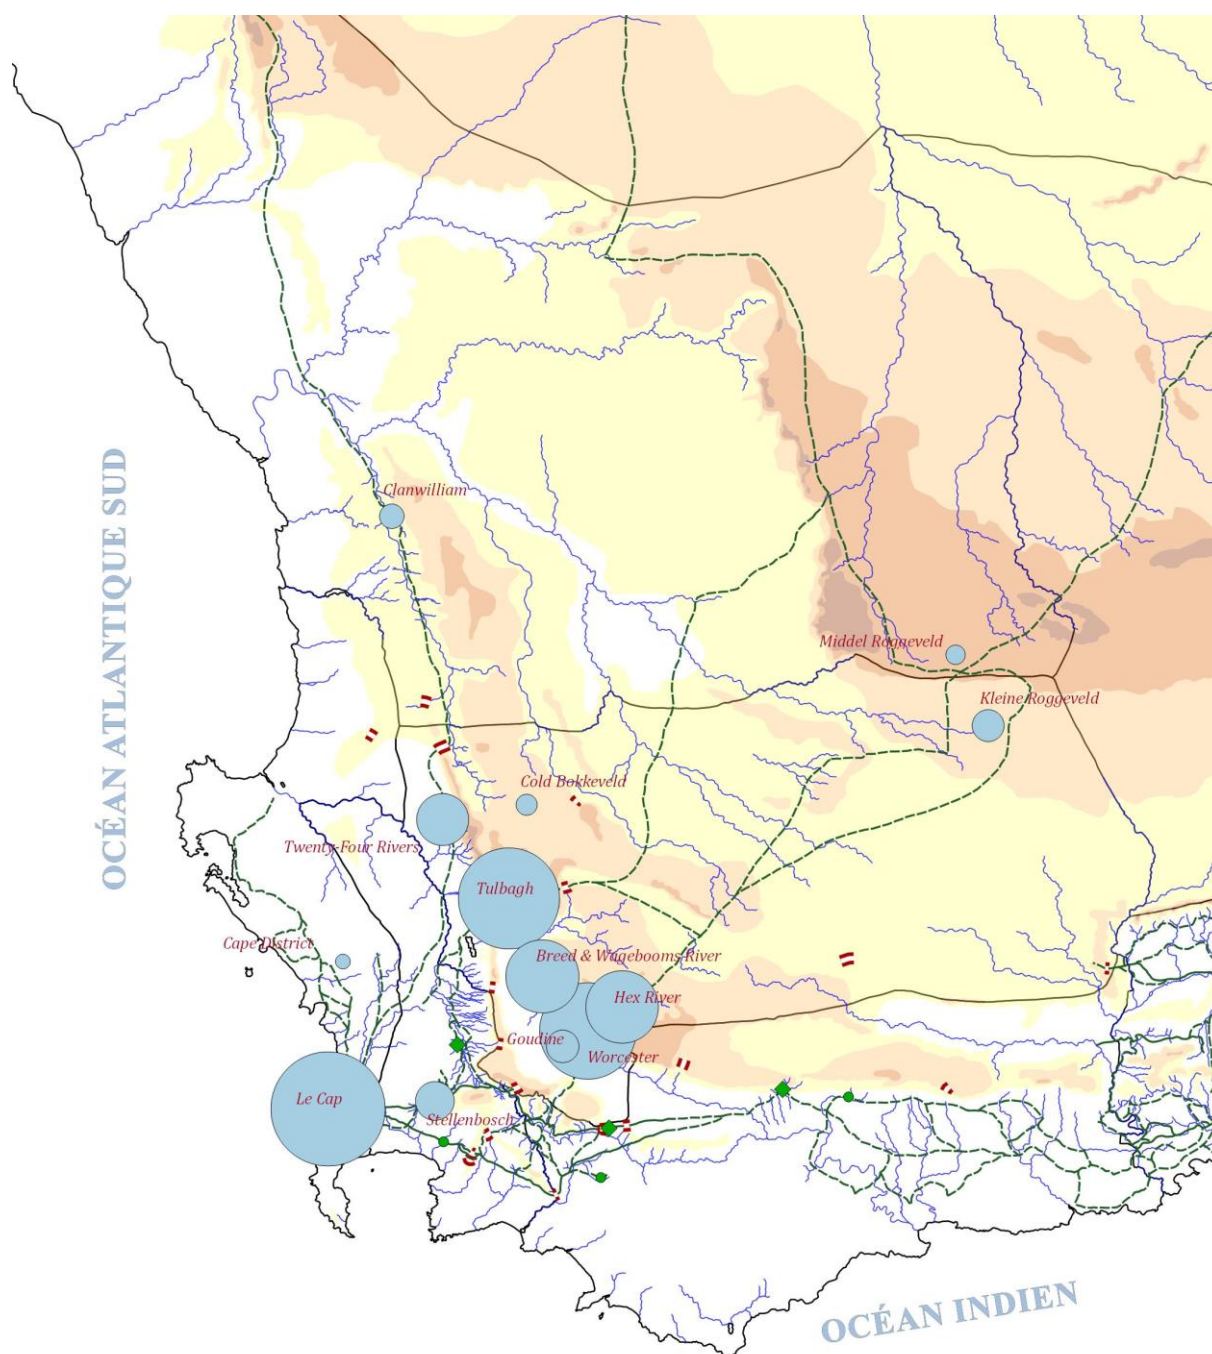 OCÉAN ATLANTIQUE SUD
Clanwilliam
Middel Roggeveld
Kleine Roggeveld
Cold Bokkeveld
Twenty-Four Rivers
Tulbagh
Cape District
Breed & Wagebooms River
Hex River
Goudine
Worcester
Le Cap
Stellenbosch
OCÉAN INDIEN